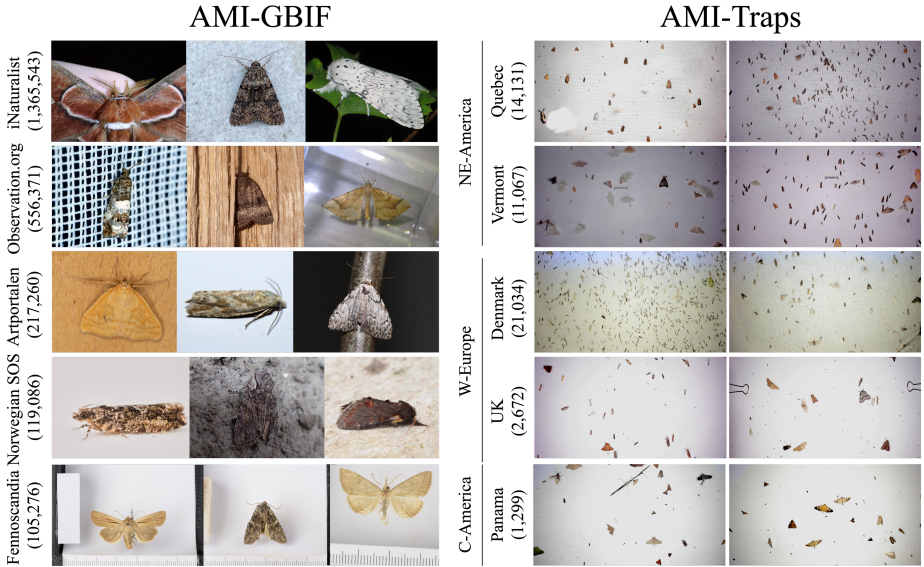 AMI-GBIF
AMI-Traps
iNaturalist
(1,365,543)
Observation.org
(556,371)
Artportalen
(217,260)
Norwegian SOS
(119,086)
Fennoscandia
(105,276)
NE-America
Quebec
(14,131)
Vermont
(11,067)
W-Europe
Denmark
(21,034)
UK
(2,672)
C-America
Panama
(1,299)